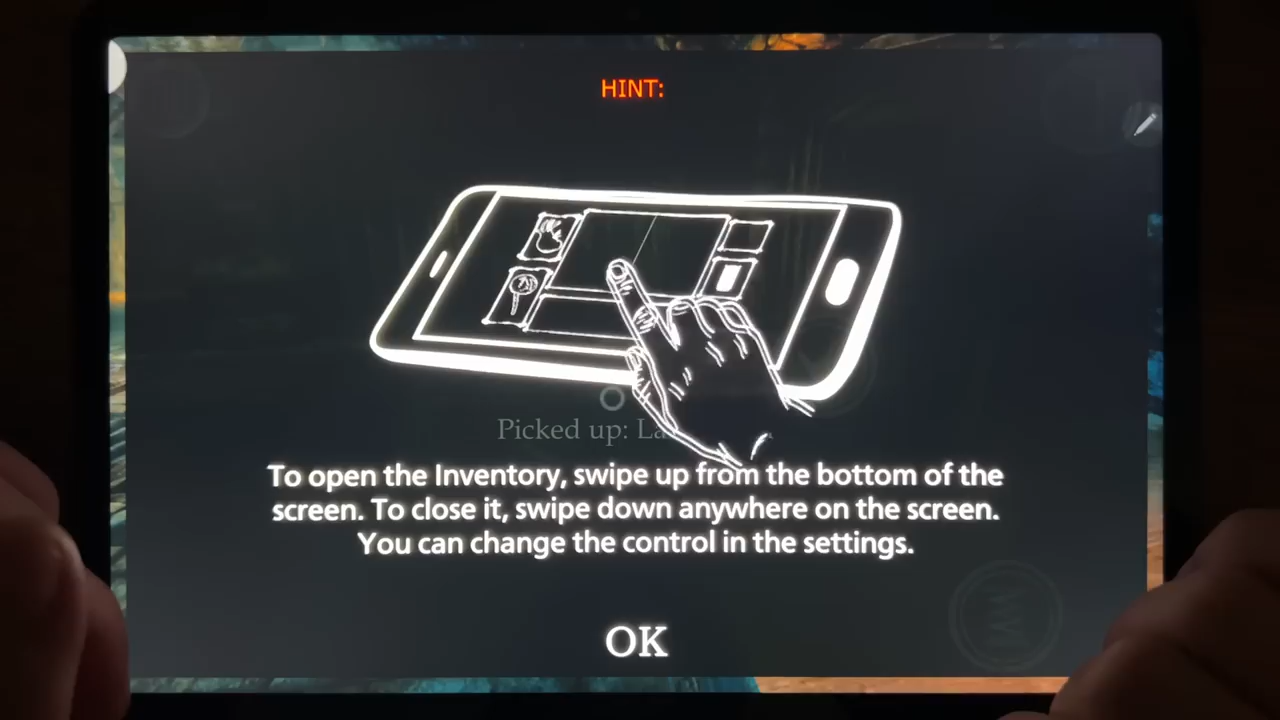 HINT:
Picked up:
To open the Inventory, swipe up from the bottom of the
screen. To close it, swipe down anywhere on the screen.
You can change the control in the settings.
OK